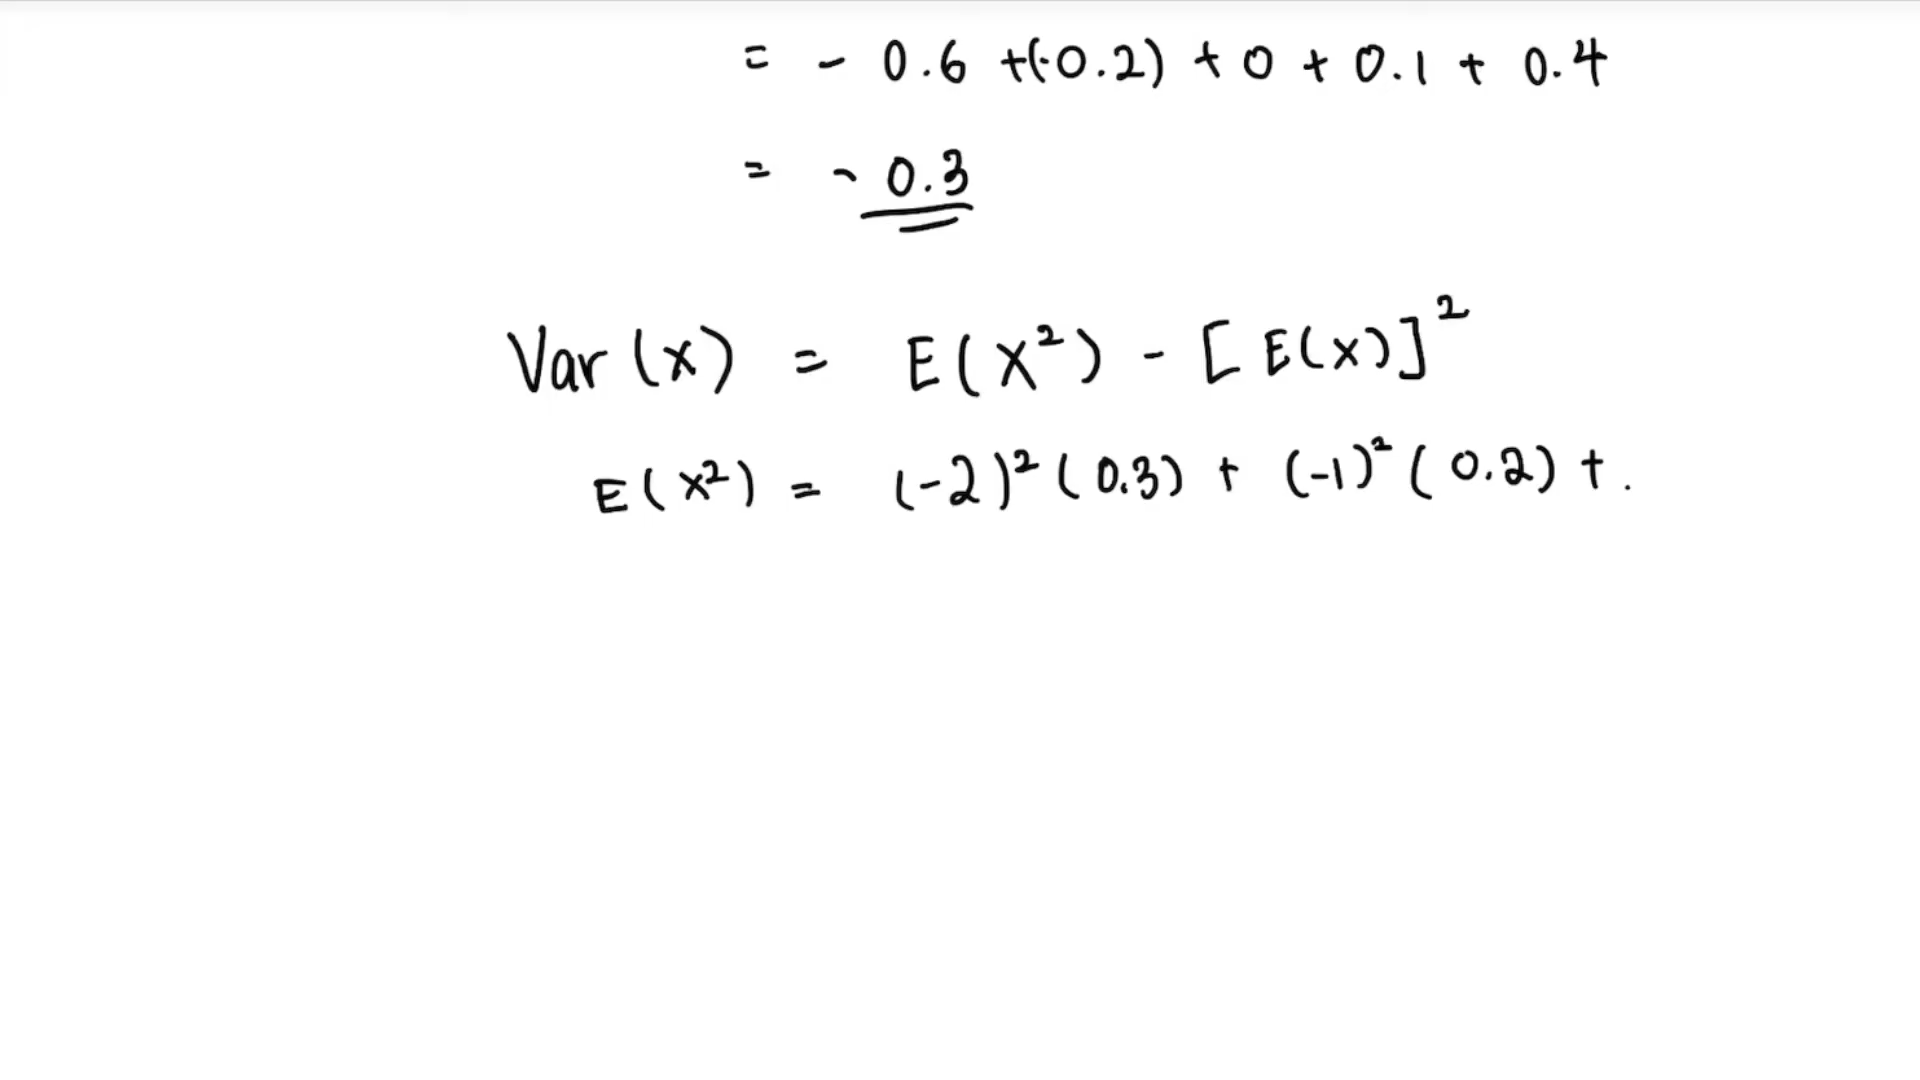 = - 0.6 +(-0.2) + 0 + 0.1 + 0.4
= - 0.3
Var (x) = E(X²) - [E(x)]²
E(x²) = (-2)²(0.3) + (-1)²(0.2) + .